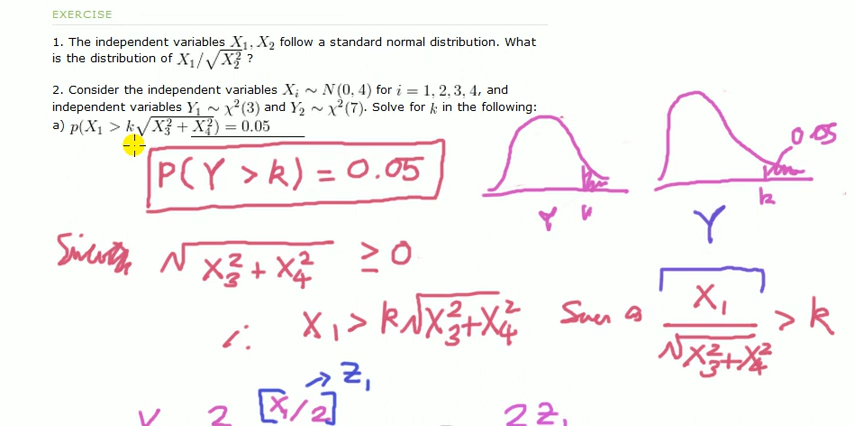 EXERCISE
1. The independent variables X₁, X₂ follow a standard normal distribution. What
is the distribution of X₁/√X₂² ?
2. Consider the independent variables Xᵢ ∼ N(0, 4) for i = 1, 2, 3, 4, and
independent variables Y₁ ∼ χ²(3) and Y₂ ∼ χ²(7). Solve for k in the following:
a) p(X₁ > k√(X₃² + X₄²) = 0.05
P(Y > k) = 0.05
0.05
Y k
k
Y
√(X₃² + X₄²) ≥ 0
∴ X₁ > k√(X₃² + X₄²) X₁/√(X₃² + X₄²) > k
→ Z₁
2 [X₁/2]
2Z₁